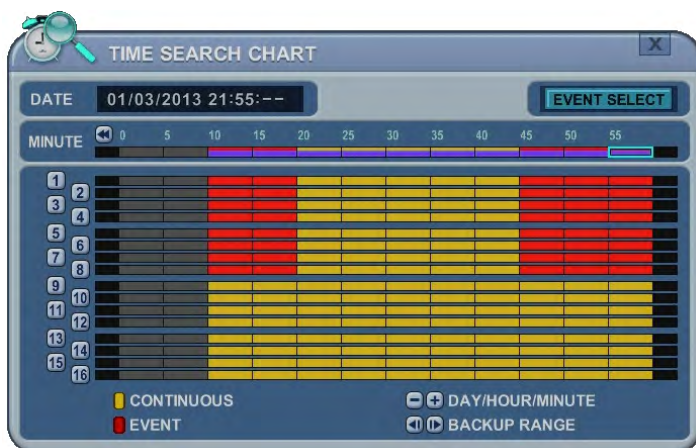 TIME SEARCH CHART
X
DATE 01/03/2013 21:55:--
EVENT SELECT
MINUTE 0 5 10 15 20 25 30 35 40 45 50 55
1
2
3
4
5
6
7
8
9
10
11
12
13
14
15
16
CONTINUOUS
DAY/HOUR/MINUTE
EVENT
BACKUP RANGE